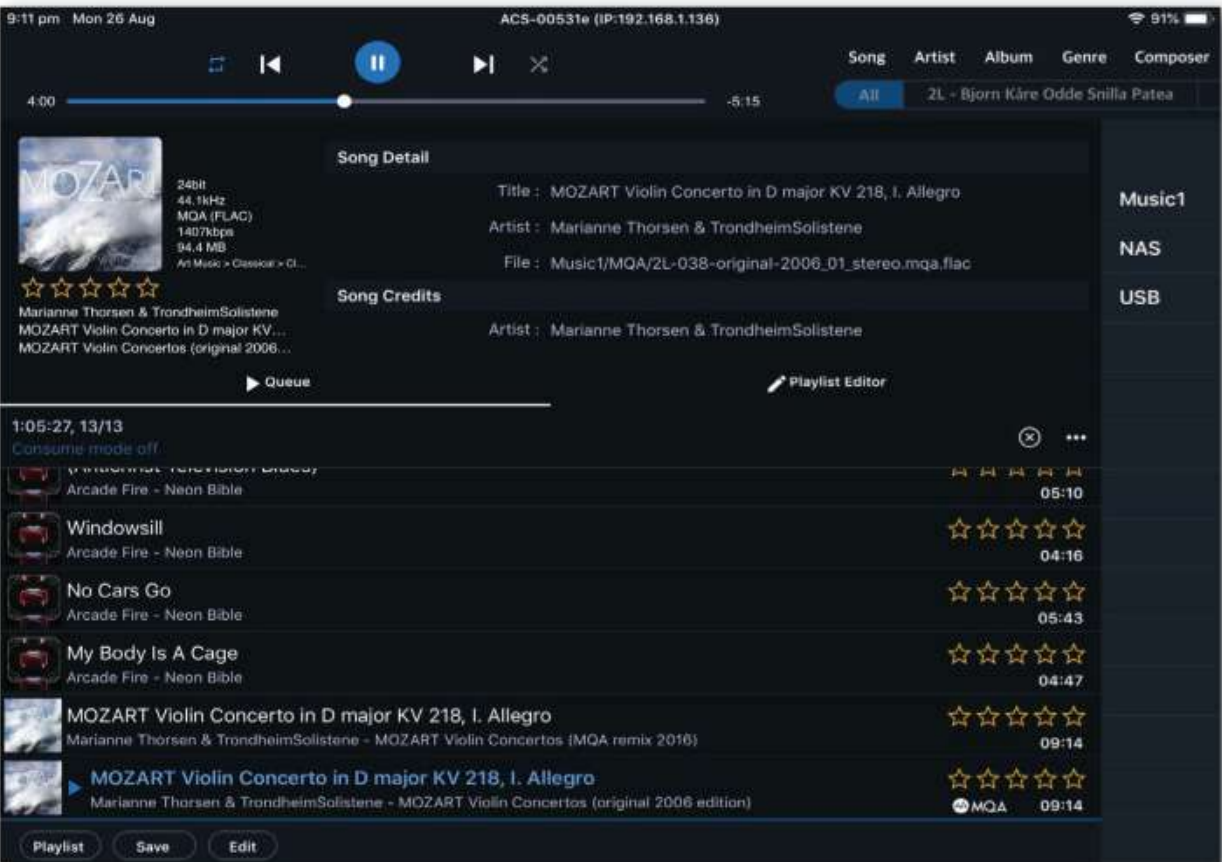 9:11 pm Mon 26 Aug
ACS-00531e (IP:192.168.1.136)
91%
Song Artist Album Genre Composer
4:00
-5:15
All 2L - Bjorn Kåre Odde Snilla Patea
MOZART
24bit
44.1kHz
MQA (FLAC)
1407kbps
94.4 MB
Art Music > Classical > Cl...
Marianne Thorsen & TrondheimSolistene
MOZART Violin Concerto in D major KV...
MOZART Violin Concertos (original 2006...
Song Detail
Title : MOZART Violin Concerto in D major KV 218, I. Allegro
Artist : Marianne Thorsen & TrondheimSolistene
File : Music1/MQA/2L-038-original-2006_01_stereo.mqa.flac
Song Credits
Artist : Marianne Thorsen & TrondheimSolistene
Music1
NAS
USB
Queue
Playlist Editor
1:05:27, 13/13
Consume mode off
(Antichrist Television Blues)
Arcade Fire - Neon Bible
05:10
Windowsill
Arcade Fire - Neon Bible
04:16
No Cars Go
Arcade Fire - Neon Bible
05:43
My Body Is A Cage
Arcade Fire - Neon Bible
04:47
MOZART Violin Concerto in D major KV 218, I. Allegro
Marianne Thorsen & TrondheimSolistene - MOZART Violin Concertos (MQA remix 2016)
09:14
MOZART Violin Concerto in D major KV 218, I. Allegro
Marianne Thorsen & TrondheimSolistene - MOZART Violin Concertos (original 2006 edition)
MQA 09:14
Playlist Save Edit